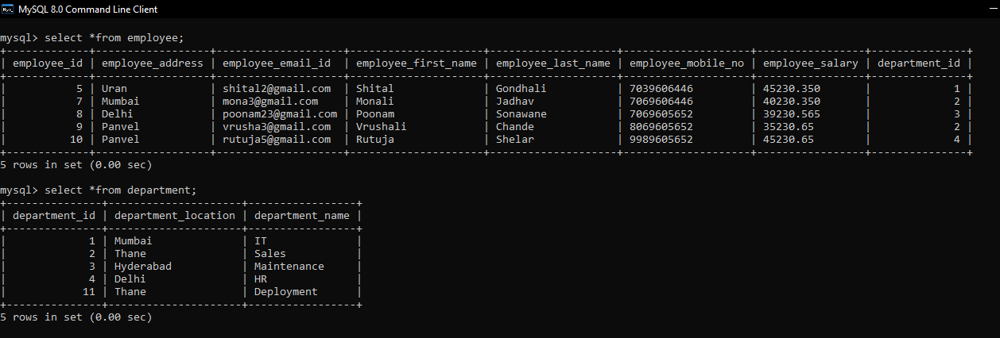 MySQL 8.0 Command Line Client
mysql> select *from employee;
+-------------+------------------+--------------------+---------------------+--------------------+--------------------+-----------------+---------------+
| employee_id | employee_address | employee_email_id  | employee_first_name | employee_last_name | employee_mobile_no | employee_salary | department_id |
+-------------+------------------+--------------------+---------------------+--------------------+--------------------+-----------------+---------------+
|           5 | Uran             | shital2@gmail.com  | Shital              | Gondhali           | 7039606446         | 45230.350       |             1 |
|           7 | Mumbai           | mona3@gmail.com    | Monali              | Jadhav             | 7069606446         | 40230.350       |             2 |
|           8 | Delhi            | poonam23@gmail.com | Poonam              | Sonawane           | 7069605652         | 39230.565       |             3 |
|           9 | Panvel           | vrusha3@gmail.com  | Vrushali            | Chande             | 8069605652         | 35230.65        |             2 |
|          10 | Panvel           | rutuja5@gmail.com  | Rutuja              | Shelar             | 9989605652         | 45230.65        |             4 |
+-------------+------------------+--------------------+---------------------+--------------------+--------------------+-----------------+---------------+
5 rows in set (0.00 sec)
mysql> select *from department;
+---------------+---------------------+-----------------+
| department_id | department_location | department_name |
+---------------+---------------------+-----------------+
|             1 | Mumbai              | IT              |
|             2 | Thane               | Sales           |
|             3 | Hyderabad           | Maintenance     |
|             4 | Delhi               | HR              |
|            11 | Thane               | Deployment      |
+---------------+---------------------+-----------------+
5 rows in set (0.00 sec)